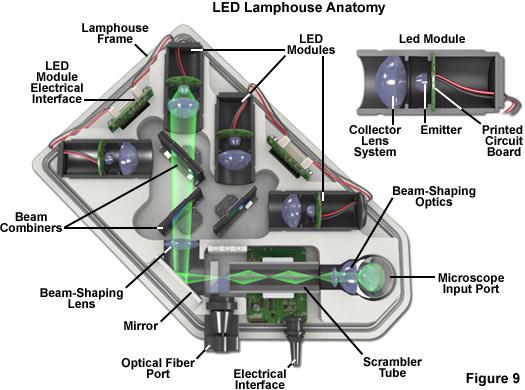 LED Lamphouse Anatomy
Lamphouse
Frame
LED
Modules
Led Module
LED
Module
Electrical
Interface
Collector
Lens
System
Emitter
Printed
Circuit
Board
Beam
Combiners
Beam-Shaping
Optics
Beam-Shaping
Lens
Microscope
Input Port
Mirror
Optical Fiber
Port
Electrical
Interface
Scrambler
Tube
Figure 9